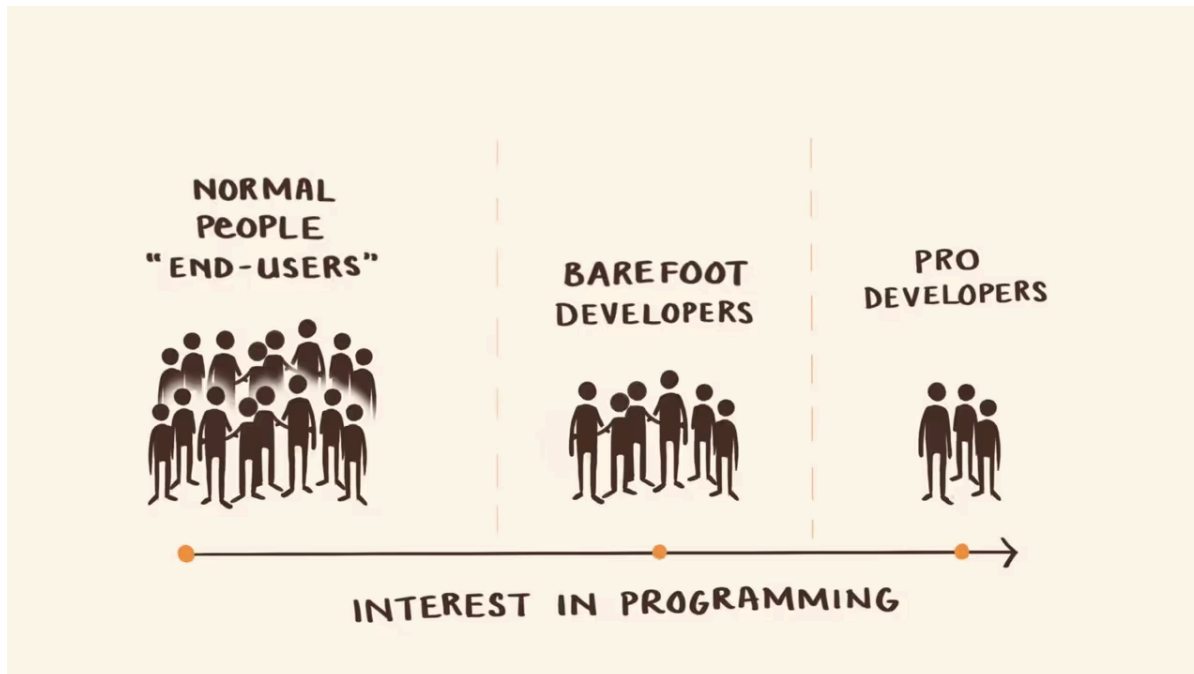 NORMAL
PEOPLE
“END-USERS”
BAREFOOT
DEVELOPERS
PRO
DEVELOPERS
INTEREST IN PROGRAMMING